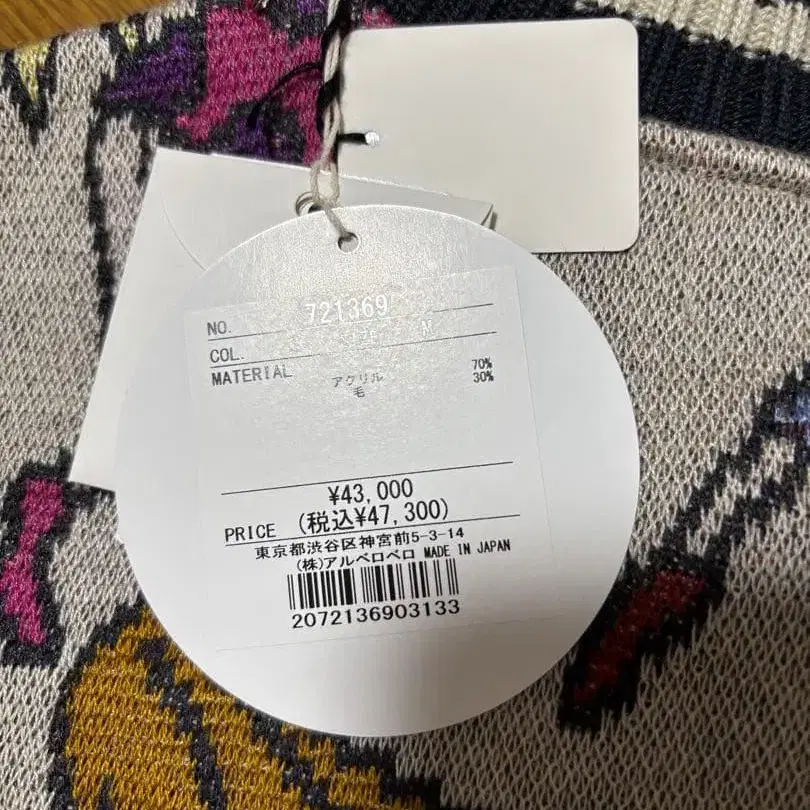 NO. 721369
COL. SIZE M
MATERIAL アクリル 70%
毛 30%
¥43,000
PRICE (税込¥47,300)
東京都渋谷区神宮前5-3-14
(株)アルベロベロ MADE IN JAPAN
2072136903133